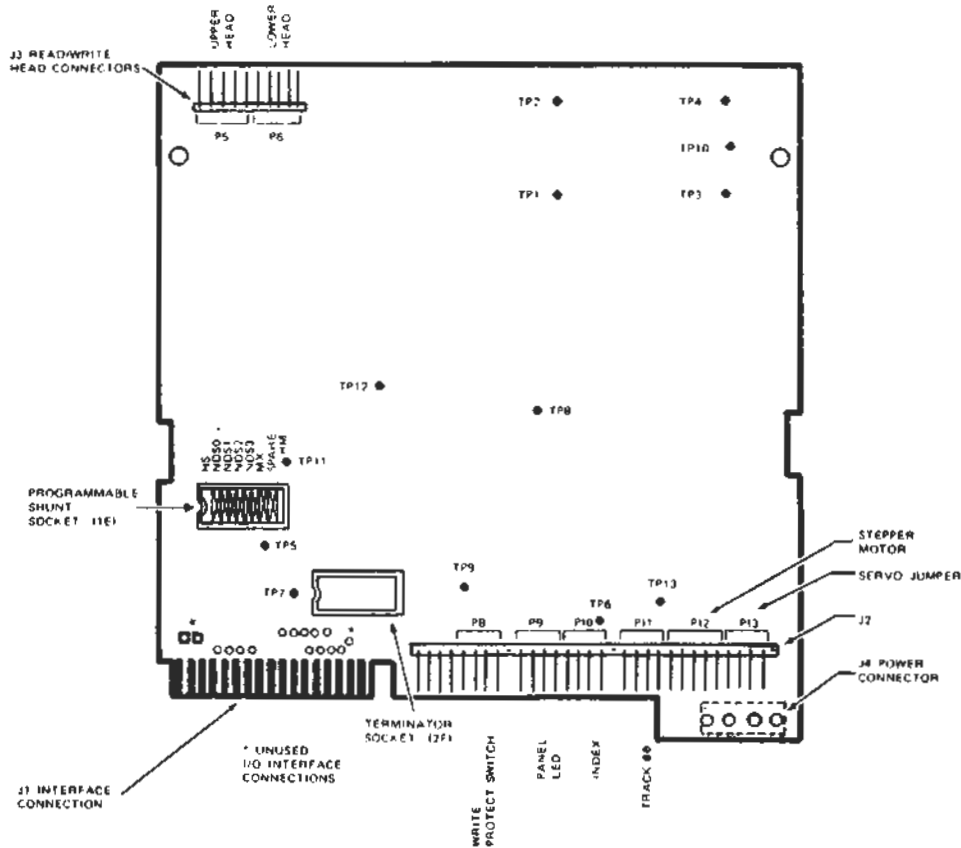 UPPER
HEAD
LOWER
HEAD
J3 READ/WRITE
HEAD CONNECTORS
P5
P6
TP2
TP4
TP10
TP1
TP3
TP12
TP8
HS
NDS0 *
NDS1
NDS2
NDS3
MX
SPARE
HM
TP11
PROGRAMMABLE
SHUNT
SOCKET (1E)
TP5
STEPPER
MOTOR
SERVO JUMPER
TP7
TP9
TP13
TP6
P8
P9
P10
P11
P12
P13
J2
*
*
J4 POWER
CONNECTOR
TERMINATOR
SOCKET (2F)
* UNUSED
I/O INTERFACE
CONNECTIONS
J1 INTERFACE
CONNECTION
WRITE
PROTECT SWITCH
PANEL
LED
INDEX
TRACK 00